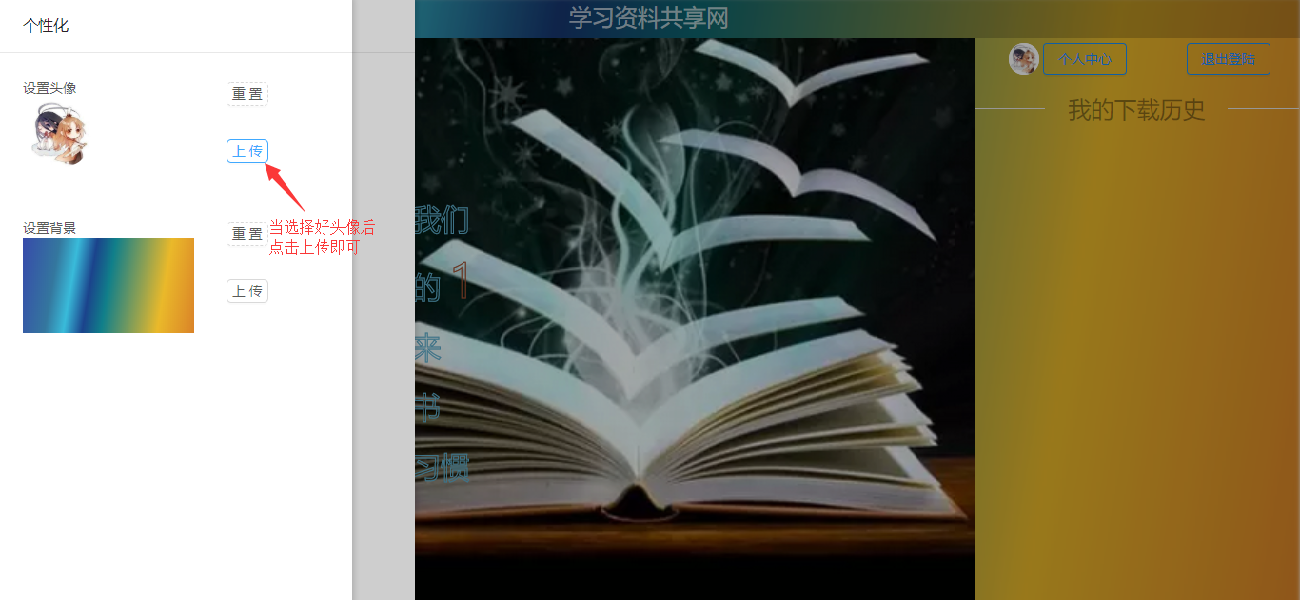 个性化
学习资料共享网
设置头像
重 置
上 传
当选择好头像后
点击上传即可
设置背景
重 置
上 传
我们
的 1
来
书
习惯
个人中心
退出登陆
我的下载历史